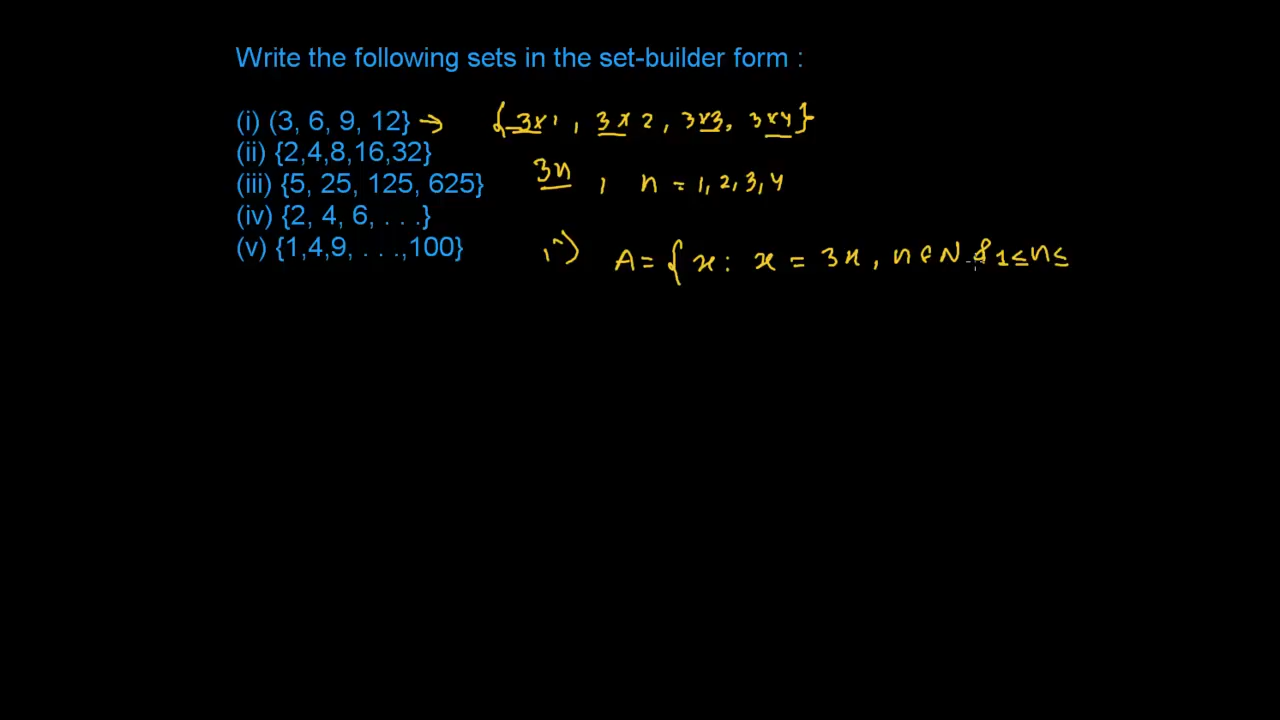 Write the following sets in the set-builder form :
(i) (3, 6, 9, 12} → {3×1, 3×2, 3×3, 3×4}
(ii) {2,4,8,16,32}
3n, n = 1, 2, 3, 4
(iii) {5, 25, 125, 625}
(iv) {2, 4, 6, . . .}
(v) {1,4,9, . . .,100}
i) A = { x : x = 3n, n ∈ N & 1 ≤ n ≤